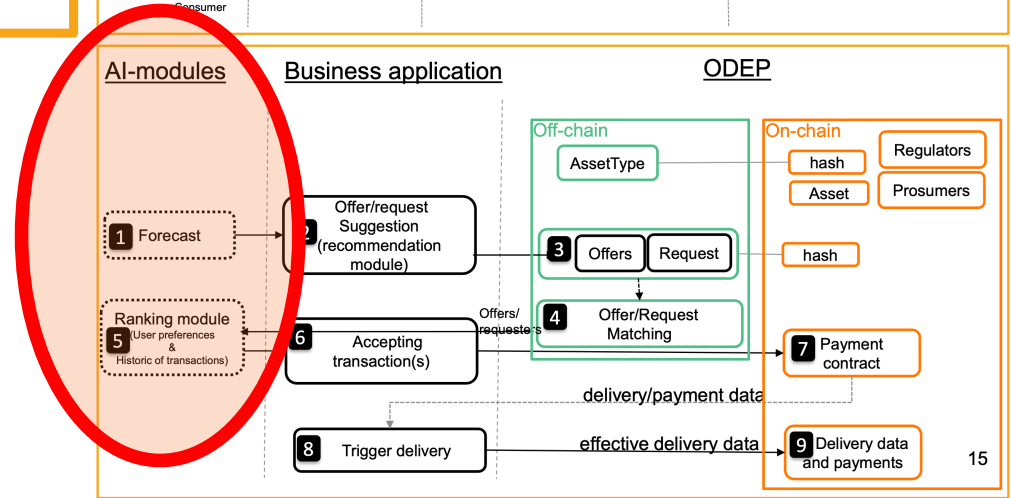 Consumer
AI-modules
Business application
ODEP
Off-chain
On-chain
AssetType
hash
Regulators
Asset
Prosumers
1 Forecast
2 Offer/request
Suggestion
(recommendation
module)
3 Offers
Request
hash
4 Offer/Request
Matching
Offers/
requesters
5 Ranking module
(User preferences
&
Historic of transactions)
6 Accepting
transaction(s)
7 Payment
contract
delivery/payment data
8 Trigger delivery
effective delivery data
9 Delivery data
and payments
15